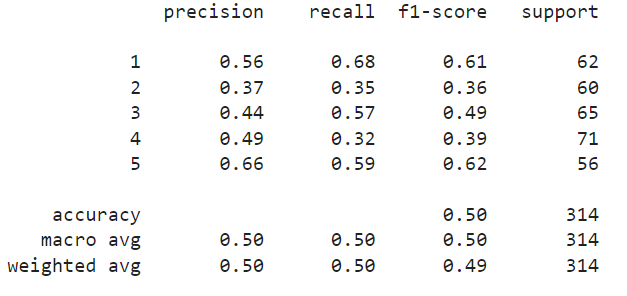 precision recall f1-score support
1 0.56 0.68 0.61 62
2 0.37 0.35 0.36 60
3 0.44 0.57 0.49 65
4 0.49 0.32 0.39 71
5 0.66 0.59 0.62 56
accuracy 0.50 314
macro avg 0.50 0.50 0.50 314
weighted avg 0.50 0.50 0.49 314